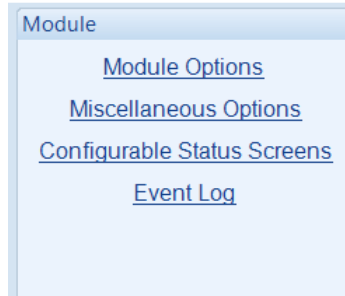 Module
Module Options
Miscellaneous Options
Configurable Status Screens
Event Log